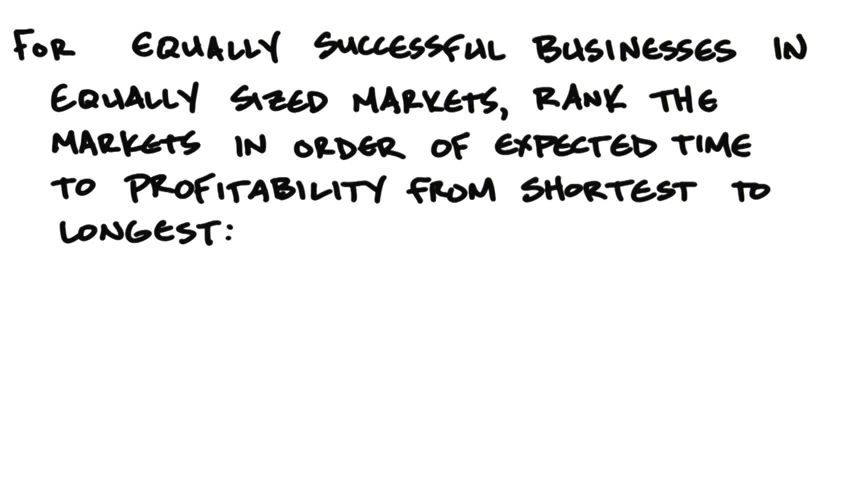 FOR EQUALLY SUCCESSFUL BUSINESSES IN
EQUALLY SIZED MARKETS, RANK THE
MARKETS IN ORDER OF EXPECTED TIME
TO PROFITABILITY FROM SHORTEST TO
LONGEST: